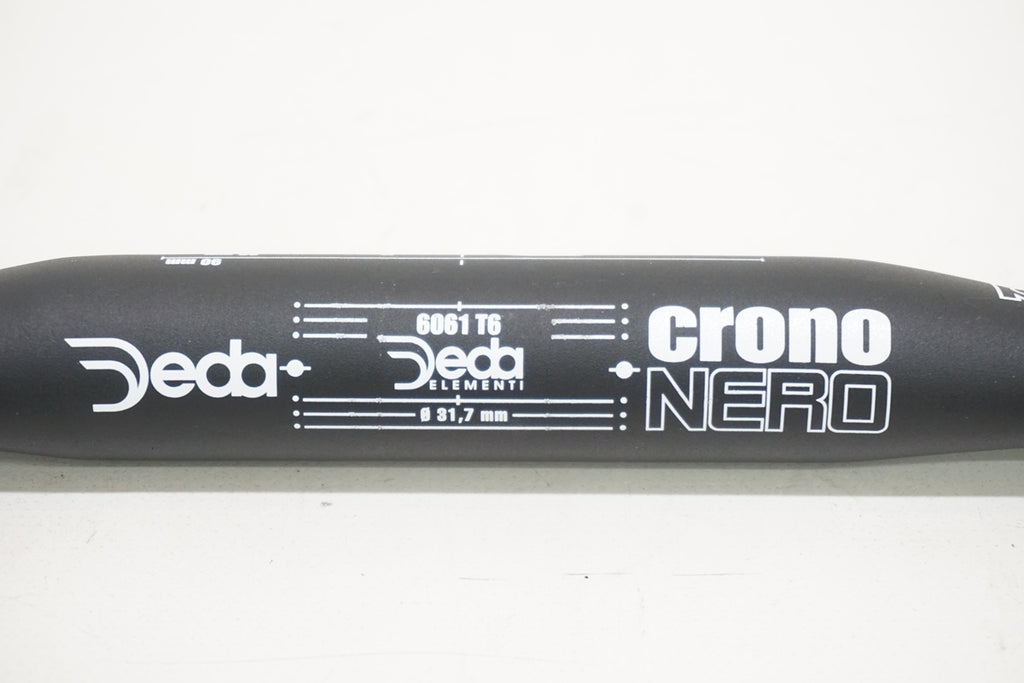 Deda
6061 T6
Deda
ELEMENTI
Ø 31,7 mm
crono
NERO